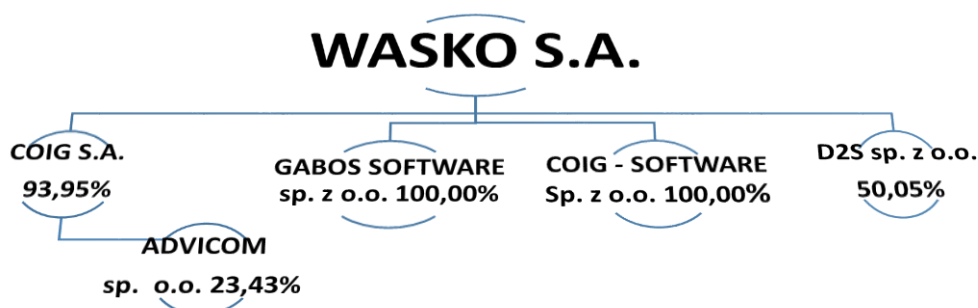 WASKO S.A.
COIG S.A.
93,95%
GABOS SOFTWARE
sp. z o.o. 100,00%
COIG - SOFTWARE
Sp. z o.o. 100,00%
D2S sp. z o.o.
50,05%
ADVICOM
sp. o.o. 23,43%